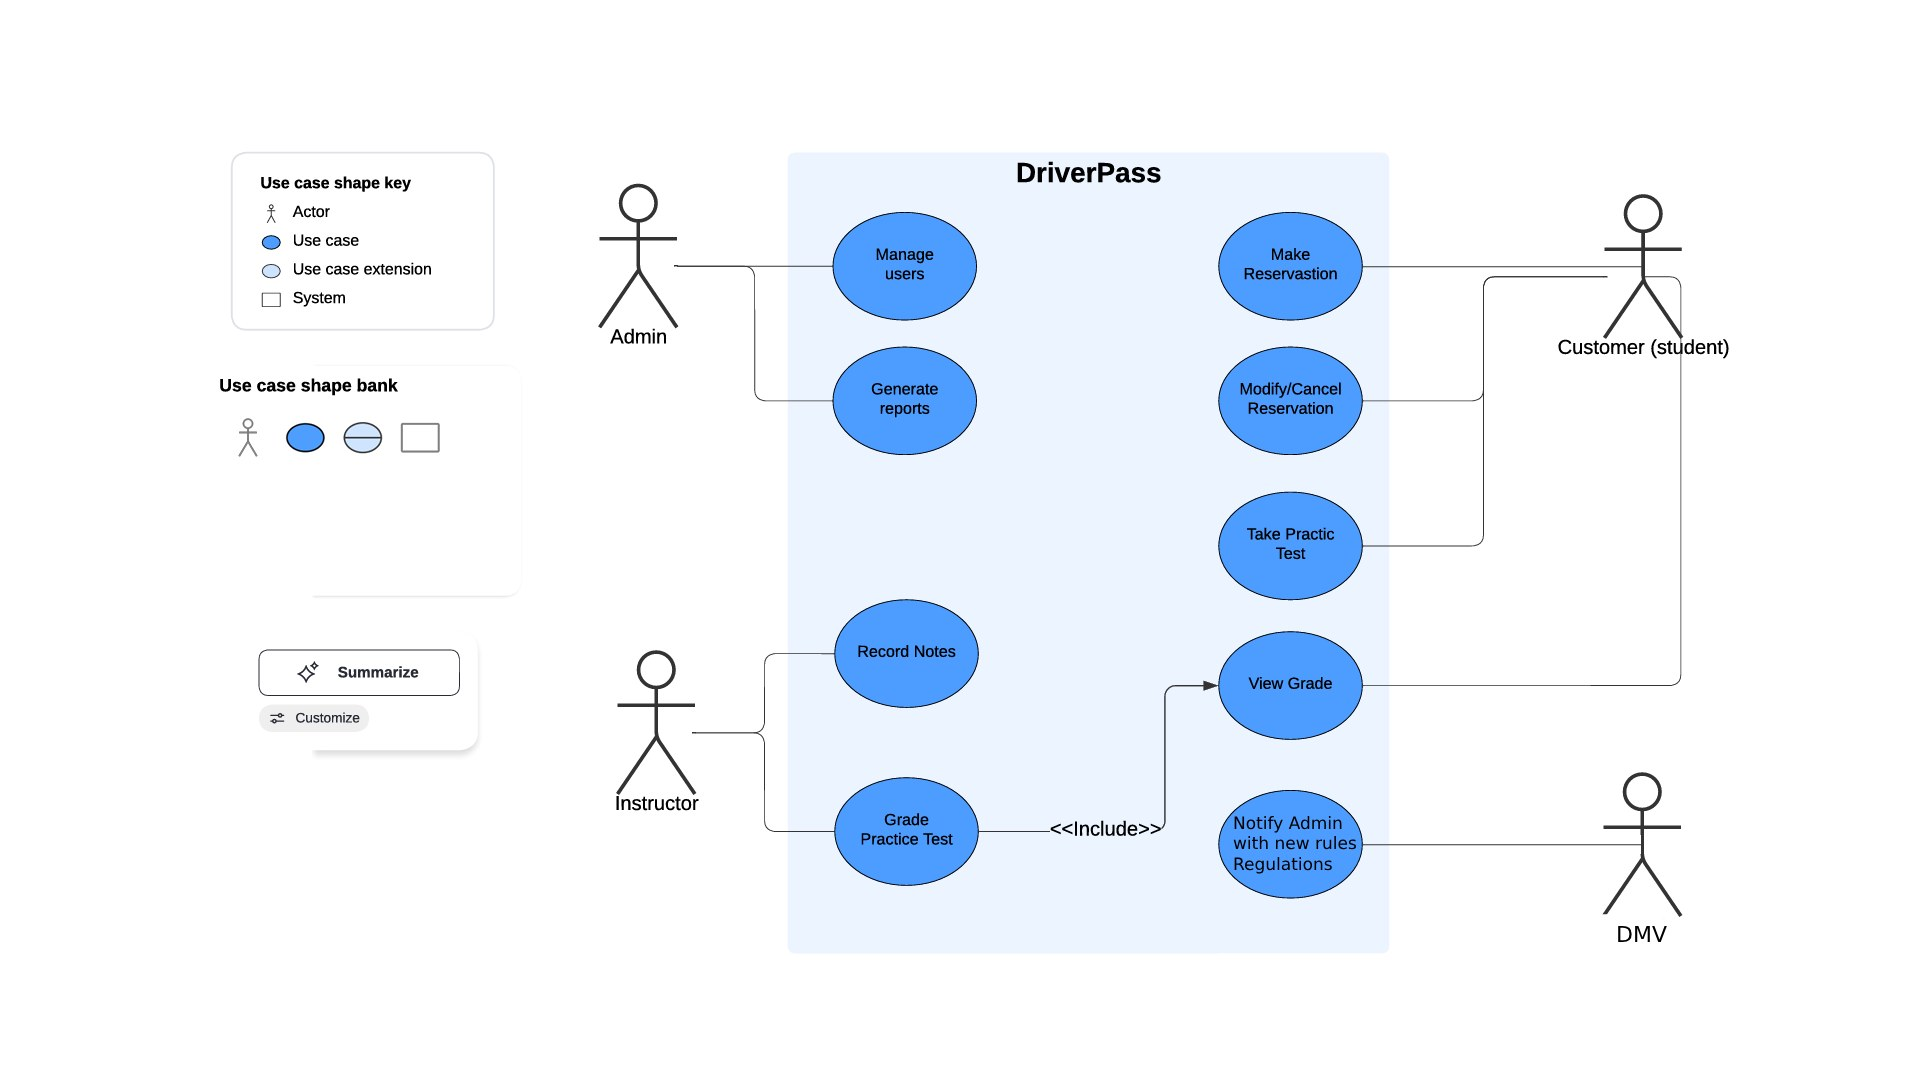 Use case shape key
Actor
Use case
Use case extension
System
Use case shape bank
Summarize
Customize
Admin
Instructor
DriverPass
Manage
users
Generate
reports
Record Notes
Grade
Practice Test
<<Include>>
Make
Reservastion
Modify/Cancel
Reservation
Take Practic
Test
View Grade
Notify Admin
with new rules
Regulations
Customer (student)
DMV